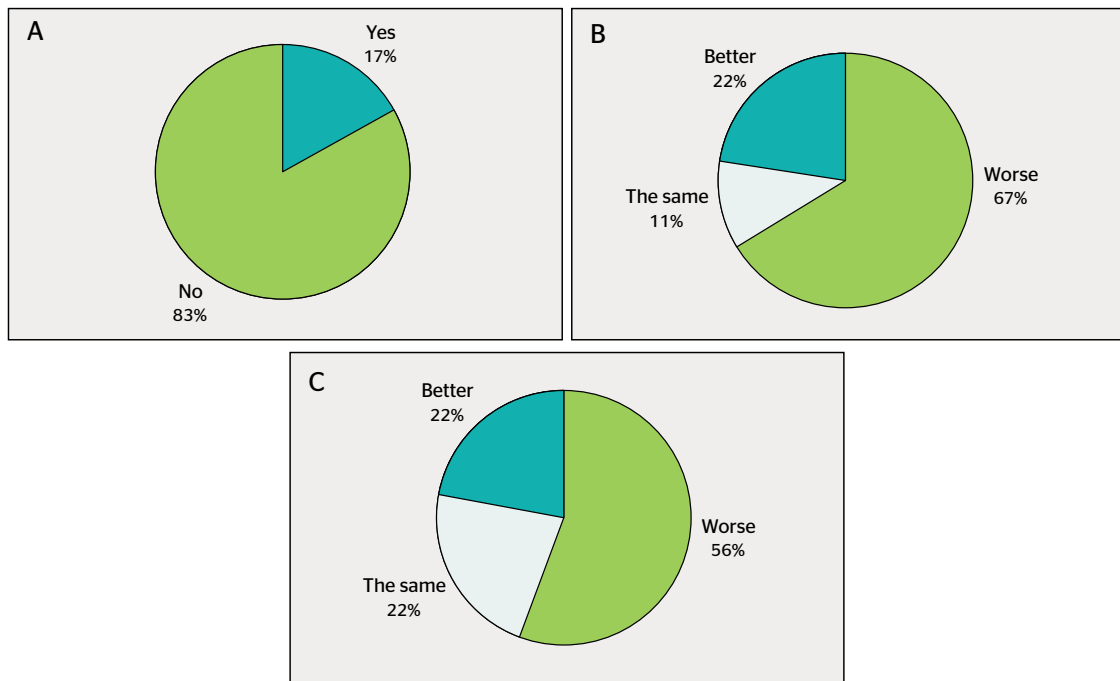 A
Yes
17%
No
83%
B
Better
22%
The same
11%
Worse
67%
C
Better
22%
The same
22%
Worse
56%